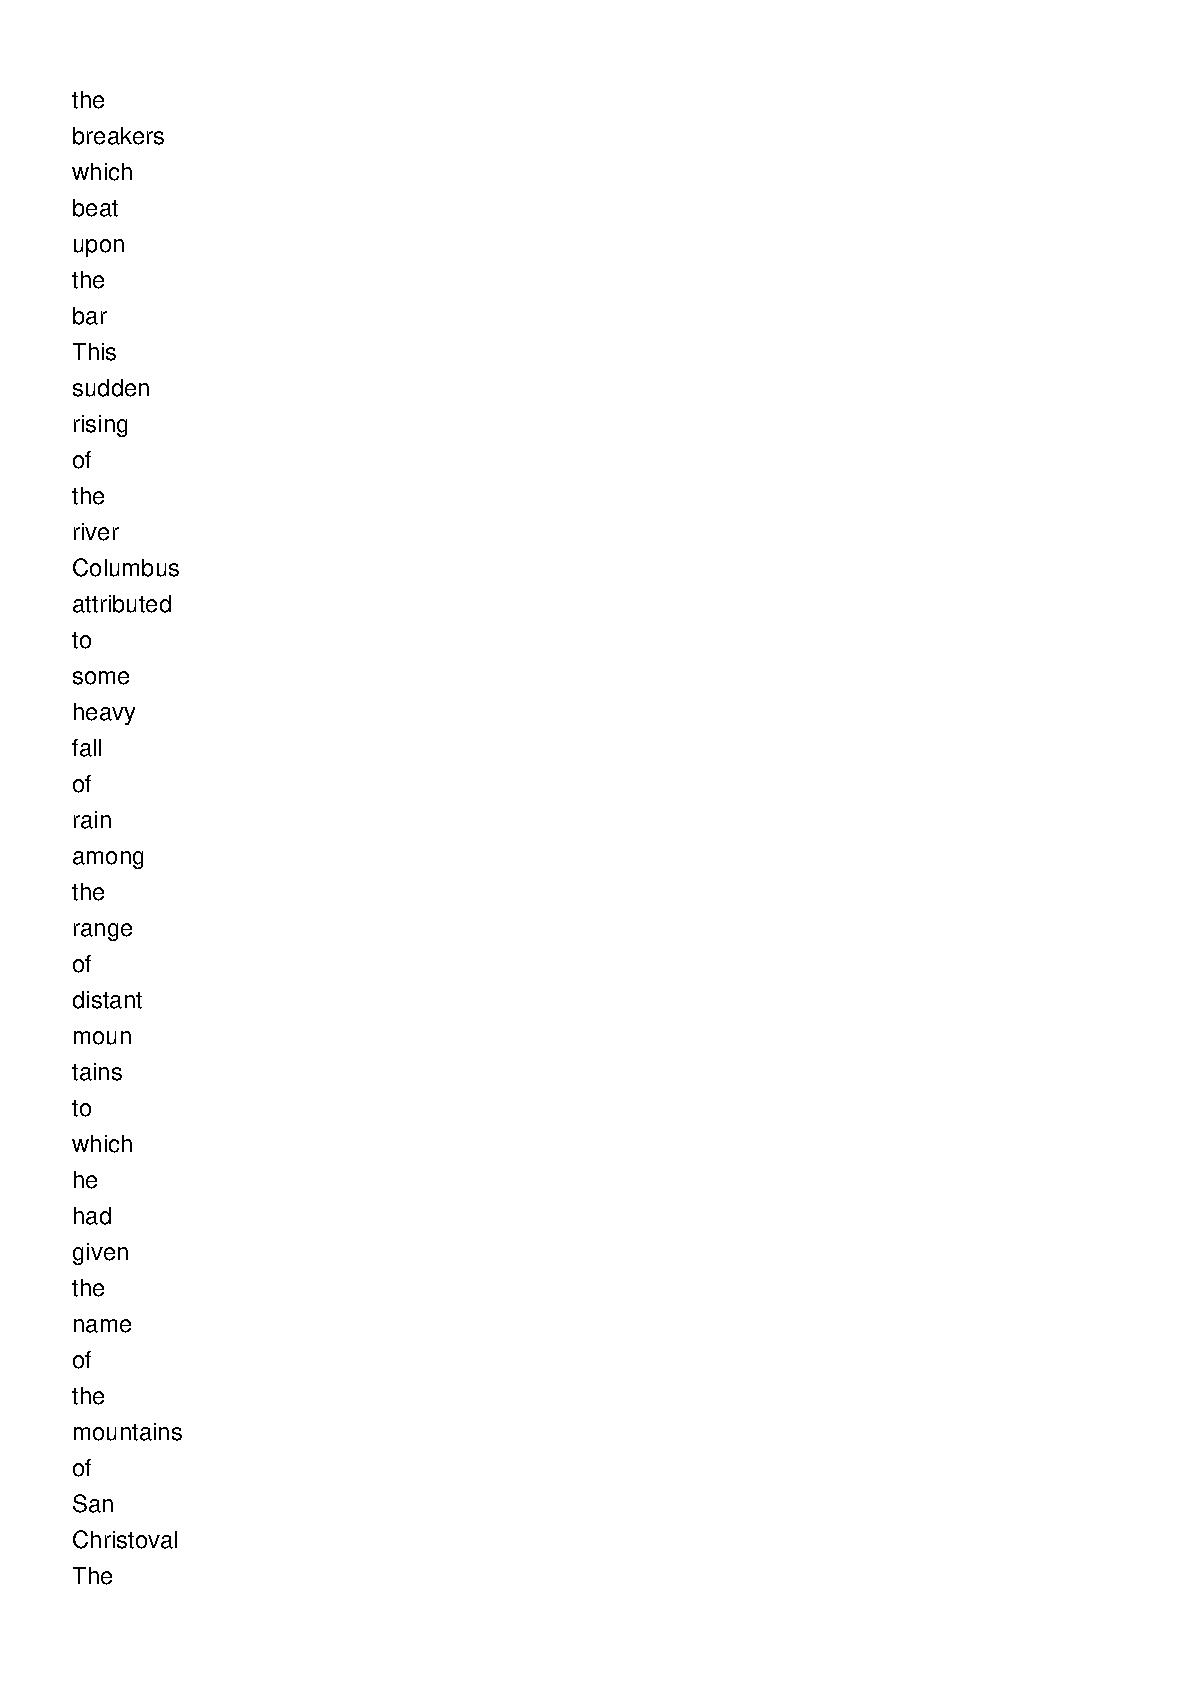 the
breakers
which
beat
upon
the
bar
This
sudden
rising
of
the
river
Columbus
attributed
to
some
heavy
fall
of
rain
among
the
range
of
distant
moun
tains
to
which
he
had
given
the
name
of
the
mountains
of
San
Christoval
The